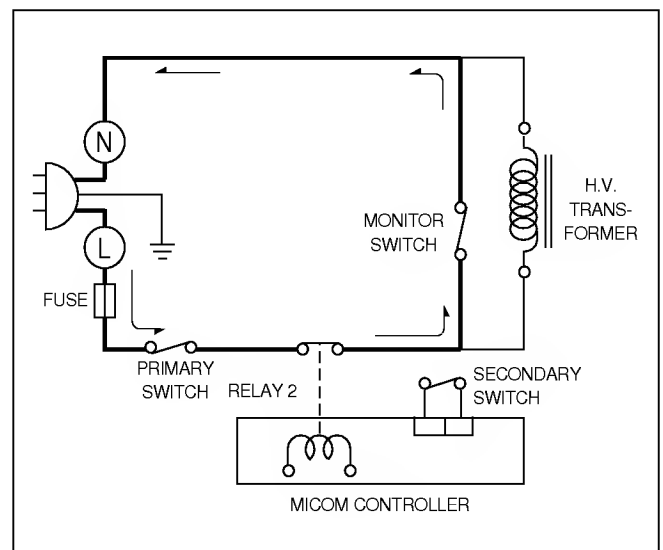 N
H.V.
TRANS-
FORMER
MONITOR
SWITCH
L
FUSE
PRIMARY
SWITCH
RELAY 2
SECONDARY
SWITCH
MICOM CONTROLLER